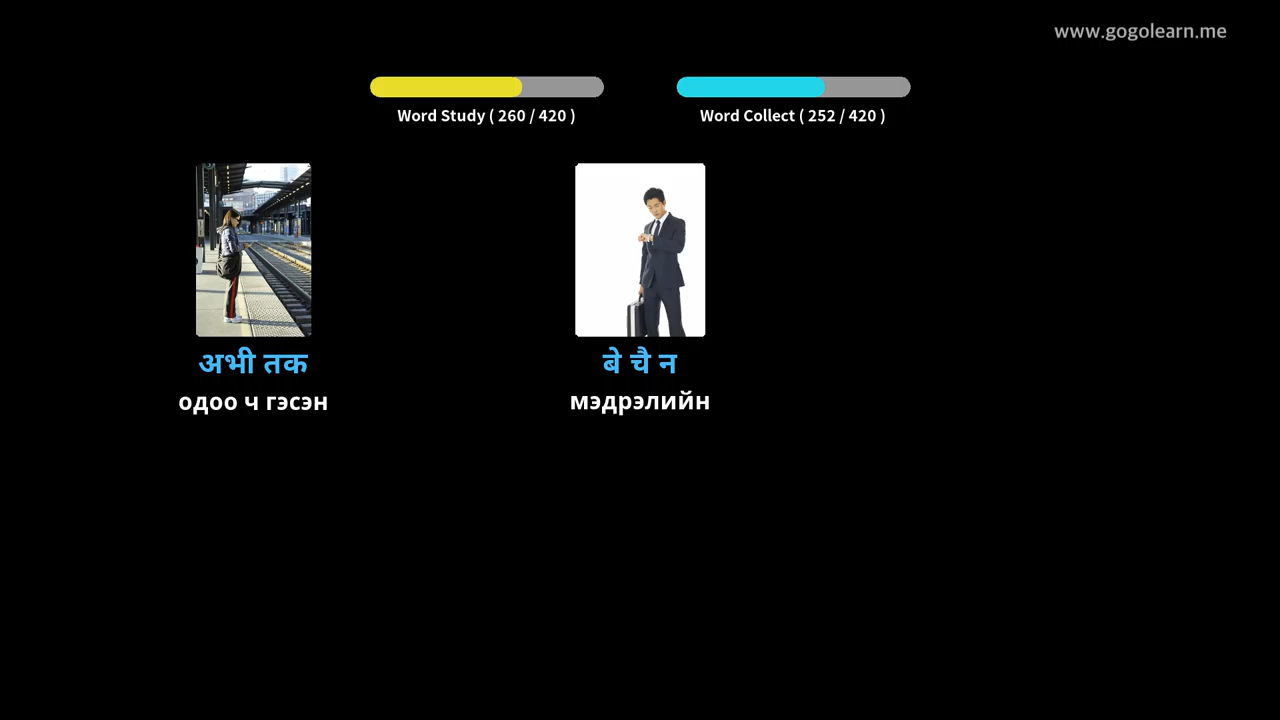 www.gogolearn.me
Word Study ( 260 / 420 )
Word Collect ( 252 / 420 )
अभी तक
बे चै न
одоо ч гэсэн
мэдрэлийн